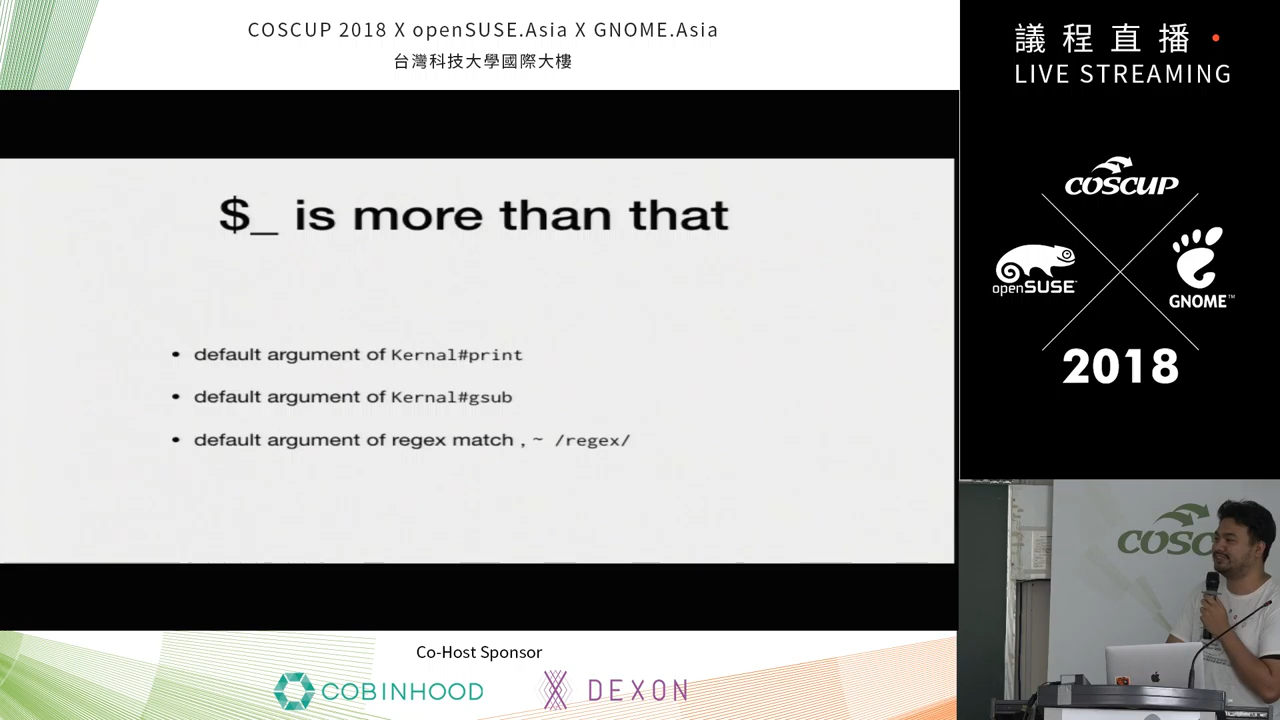 COSCUP 2018 X openSUSE.Asia X GNOME.Asia
台灣科技大學國際大樓
議程直播
LIVE STREAMING
COSCUP
openSUSE
GNOME™
2018
$_ is more than that
• default argument of Kernal#print
• default argument of Kernal#gsub
• default argument of regex match , ~ /regex/
COSC
Co-Host Sponsor
COBINHOOD
DEXON